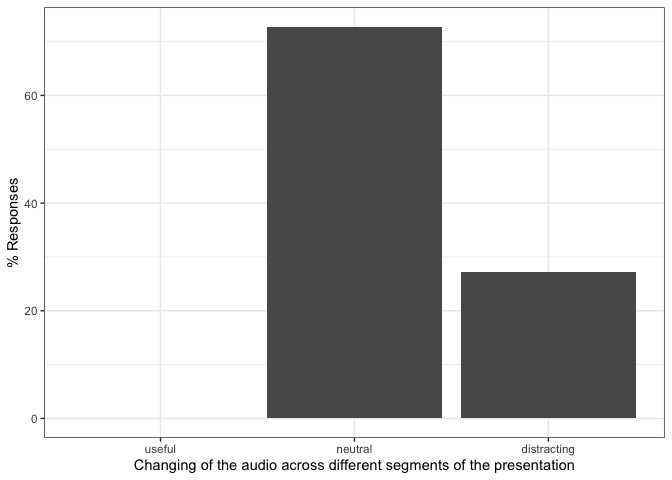 60
40
20
0
% Responses
useful neutral distracting
Changing of the audio across different segments of the presentation